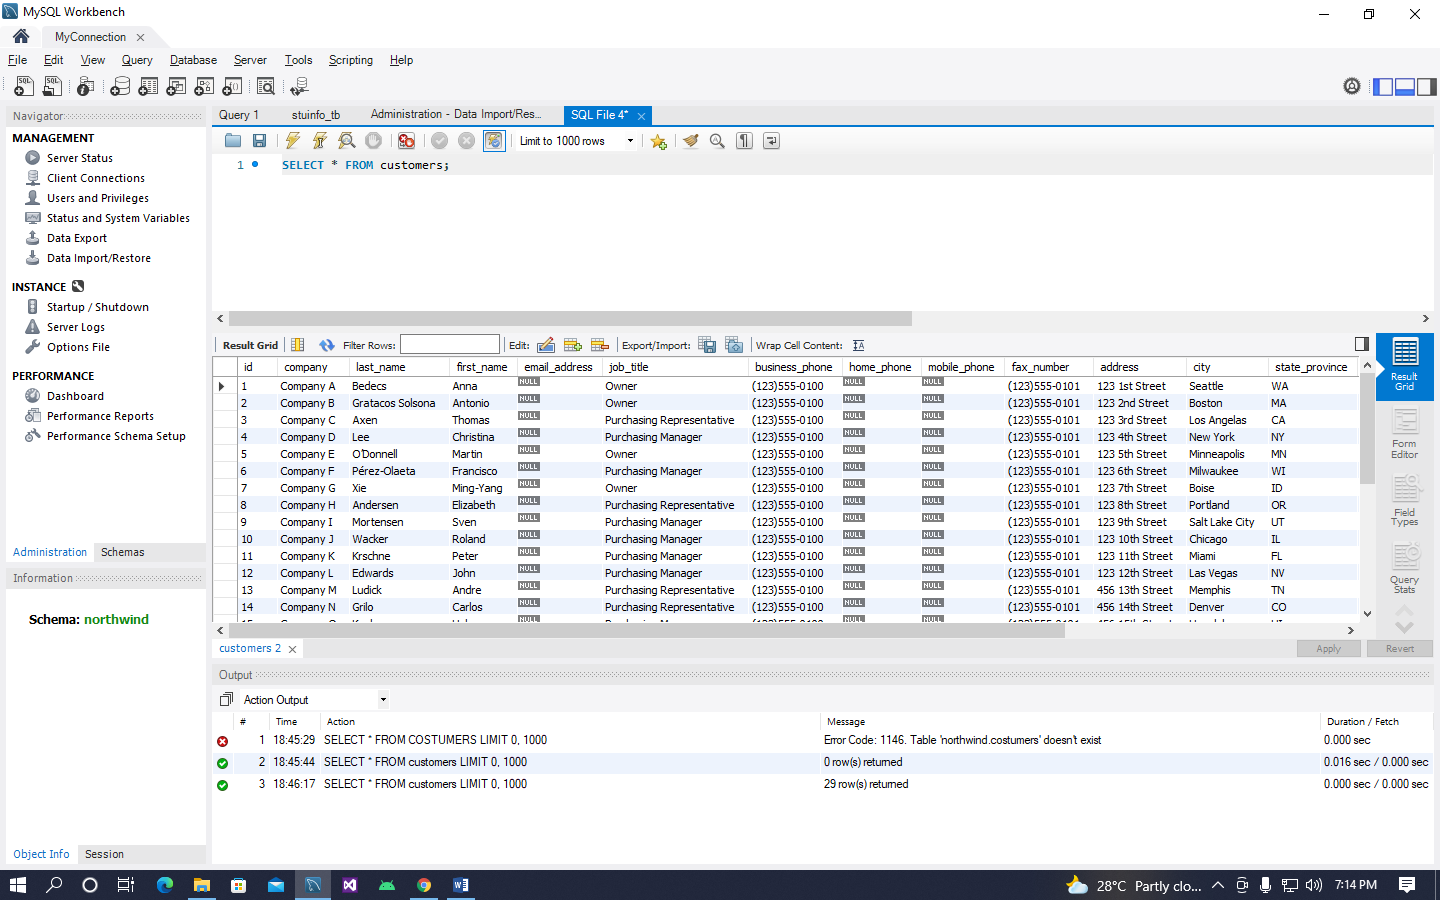 MySQL Workbench
MyConnection
File Edit View Query Database Server Tools Scripting Help
Navigator
MANAGEMENT
Server Status
Client Connections
Users and Privileges
Status and System Variables
Data Export
Data Import/Restore
INSTANCE
Startup / Shutdown
Server Logs
Options File
PERFORMANCE
Dashboard
Performance Reports
Performance Schema Setup
Administration Schemas
Information
Schema: northwind
Object Info Session
Query 1 stuinfo_tb Administration - Data Import/Res... SQL File 4*
Limit to 1000 rows
1 SELECT * FROM customers;
Result Grid Filter Rows: Edit: Export/Import: Wrap Cell Content:
id company last_name first_name email_address job_title business_phone home_phone mobile_phone fax_number address city state_province
1 Company A Bedecs Anna NULL Owner (123)555-0100 NULL NULL (123)555-0101 123 1st Street Seattle WA
2 Company B Gratacos Solsona Antonio NULL Owner (123)555-0100 NULL NULL (123)555-0101 123 2nd Street Boston MA
3 Company C Axen Thomas NULL Purchasing Representative (123)555-0100 NULL NULL (123)555-0101 123 3rd Street Los Angelas CA
4 Company D Lee Christina NULL Purchasing Manager (123)555-0100 NULL NULL (123)555-0101 123 4th Street New York NY
5 Company E O'Donnell Martin NULL Owner (123)555-0100 NULL NULL (123)555-0101 123 5th Street Minneapolis MN
6 Company F Pérez-Olaeta Francisco NULL Purchasing Manager (123)555-0100 NULL NULL (123)555-0101 123 6th Street Milwaukee WI
7 Company G Xie Ming-Yang NULL Owner (123)555-0100 NULL NULL (123)555-0101 123 7th Street Boise ID
8 Company H Andersen Elizabeth NULL Purchasing Representative (123)555-0100 NULL NULL (123)555-0101 123 8th Street Portland OR
9 Company I Mortensen Sven NULL Purchasing Manager (123)555-0100 NULL NULL (123)555-0101 123 9th Street Salt Lake City UT
10 Company J Wacker Roland NULL Purchasing Manager (123)555-0100 NULL NULL (123)555-0101 123 10th Street Chicago IL
11 Company K Krschne Peter NULL Purchasing Manager (123)555-0100 NULL NULL (123)555-0101 123 11th Street Miami FL
12 Company L Edwards John NULL Purchasing Manager (123)555-0100 NULL NULL (123)555-0101 123 12th Street Las Vegas NV
13 Company M Ludick Andre NULL Purchasing Representative (123)555-0100 NULL NULL (123)555-0101 456 13th Street Memphis TN
14 Company N Grilo Carlos NULL Purchasing Representative (123)555-0100 NULL NULL (123)555-0101 456 14th Street Denver CO
Result Grid
Form Editor
Field Types
Query Stats
customers 2
Apply Revert
Output
Action Output
# Time Action Message Duration / Fetch
1 18:45:29 SELECT * FROM COSTUMERS LIMIT 0, 1000 Error Code: 1146. Table 'northwind.costumers' doesn't exist 0.000 sec
2 18:45:44 SELECT * FROM customers LIMIT 0, 1000 0 row(s) returned 0.016 sec / 0.000 sec
3 18:46:17 SELECT * FROM customers LIMIT 0, 1000 29 row(s) returned 0.000 sec / 0.000 sec
28°C Partly clo... 7:14 PM